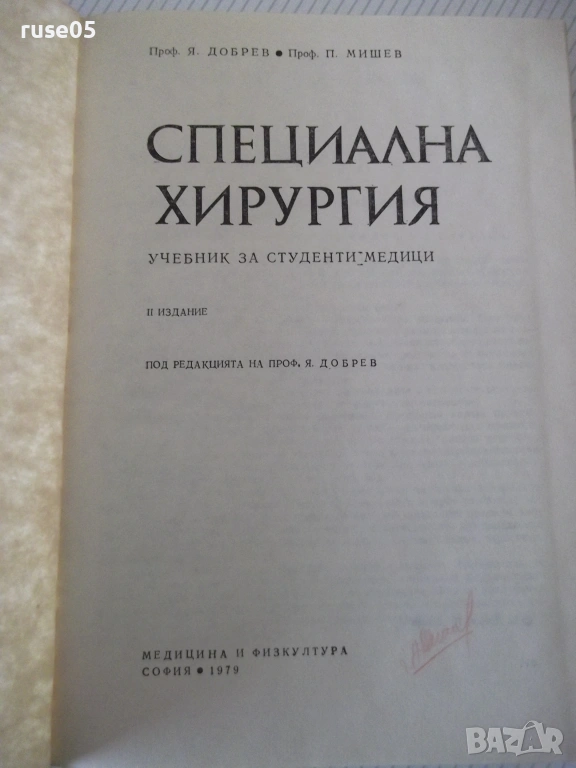 ruse05
Проф. Я. ДОБРЕВ • Проф. П. МИШЕВ
СПЕЦИАЛНА
ХИРУРГИЯ
УЧЕБНИК ЗА СТУДЕНТИ-МЕДИЦИ
II ИЗДАНИЕ
ПОД РЕДАКЦИЯТА НА ПРОФ. Я. ДОБРЕВ
МЕДИЦИНА И ФИЗКУЛТУРА
СОФИЯ • 1979
BAZAR